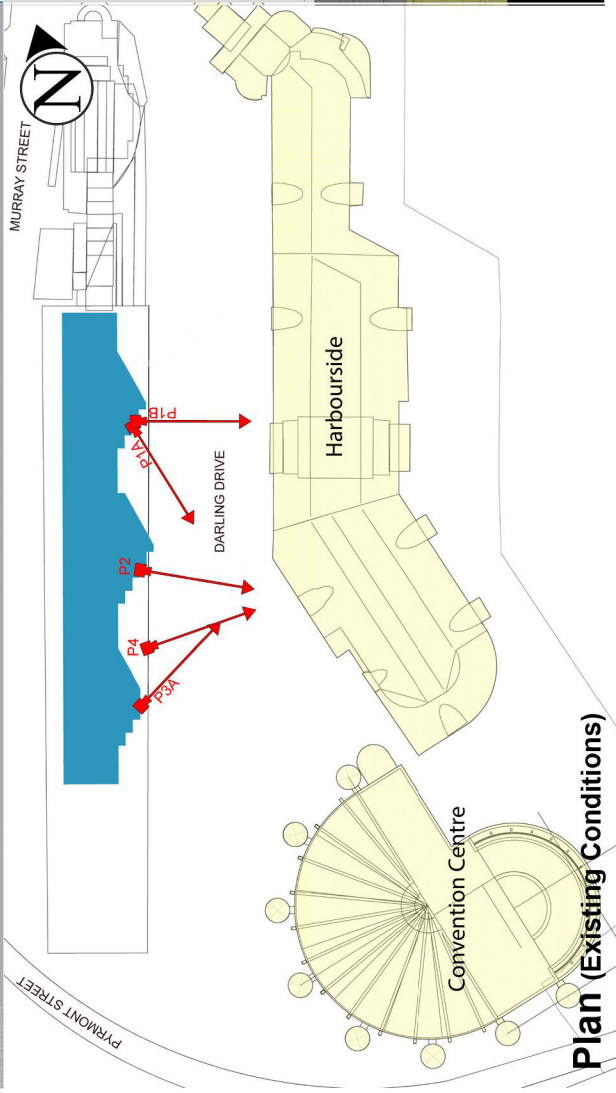 N
MURRAY STREET
P1B
P1A
DARLING DRIVE
Harbourside
P2
P4
P3A
Convention Centre
PYRMONT STREET
Plan (Existing Conditions)